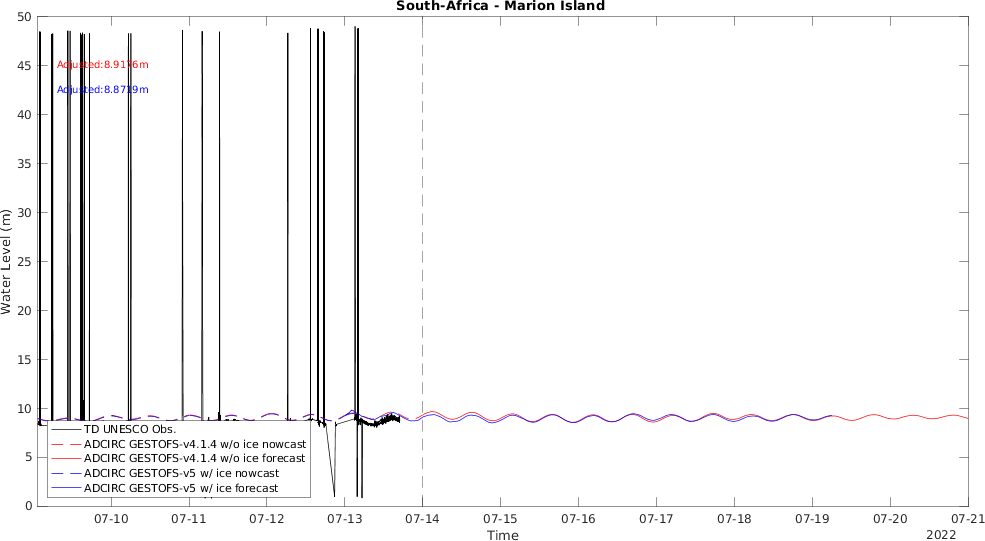 South-Africa - Marion Island
50
45
40
35
30
25
20
15
10
5
0
Water Level (m)
Adjusted:8.9176m
Adjusted:8.8719m
TD UNESCO Obs.
ADCIRC GESTOFS-v4.1.4 w/o ice nowcast
ADCIRC GESTOFS-v4.1.4 w/o ice forecast
ADCIRC GESTOFS-v5 w/ ice nowcast
ADCIRC GESTOFS-v5 w/ ice forecast
07-10 07-11 07-12 07-13 07-14 07-15 07-16 07-17 07-18 07-19 07-20 07-21
Time
2022